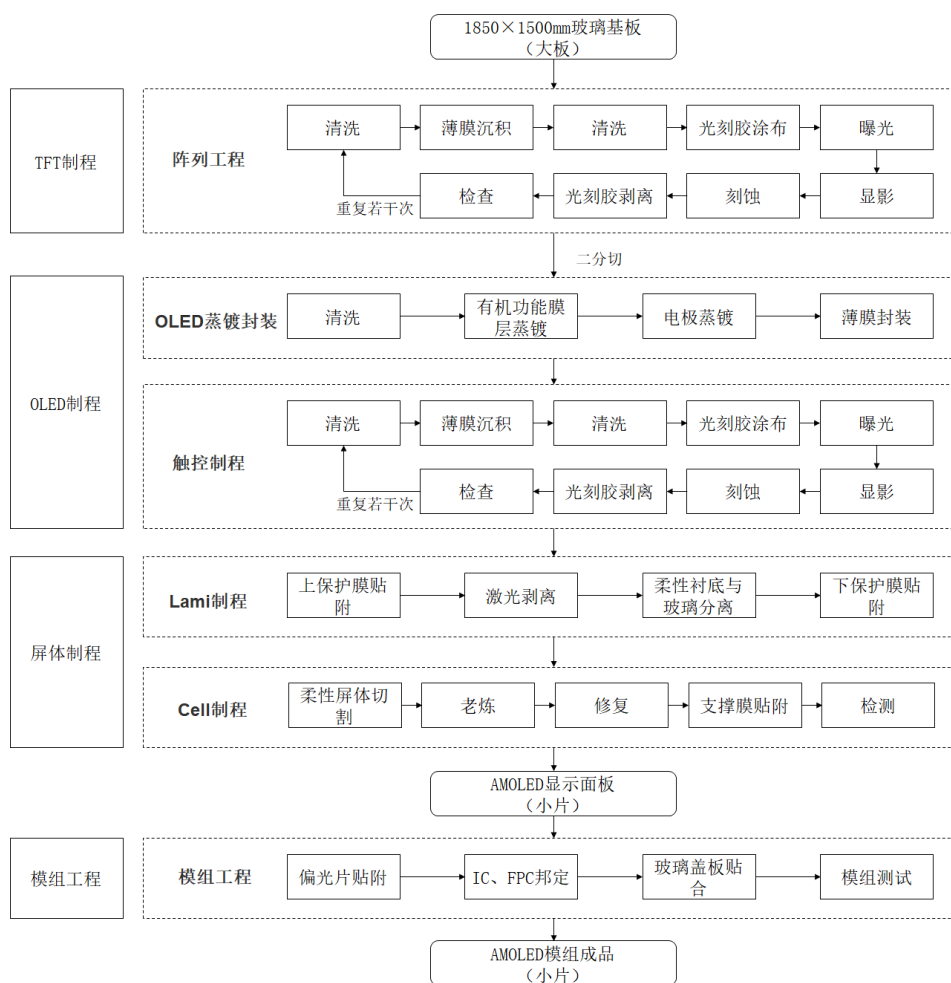 1850×1500mm玻璃基板
（大板）
TFT制程
阵列工程
清洗
薄膜沉积
清洗
光刻胶涂布
曝光
显影
刻蚀
光刻胶剥离
检查
重复若干次
二分切
OLED制程
OLED蒸镀封装
清洗
有机功能膜
层蒸镀
电极蒸镀
薄膜封装
触控制程
清洗
薄膜沉积
清洗
光刻胶涂布
曝光
显影
刻蚀
光刻胶剥离
检查
重复若干次
屏体制程
Lami制程
上保护膜贴
附
激光剥离
柔性衬底与
玻璃分离
下保护膜贴
附
Cell制程
柔性屏体切
割
老炼
修复
支撑膜贴附
检测
AMOLED显示面板
（小片）
模组工程
模组工程
偏光片贴附
IC、FPC邦定
玻璃盖板贴
合
模组测试
AMOLED模组成品
（小片）